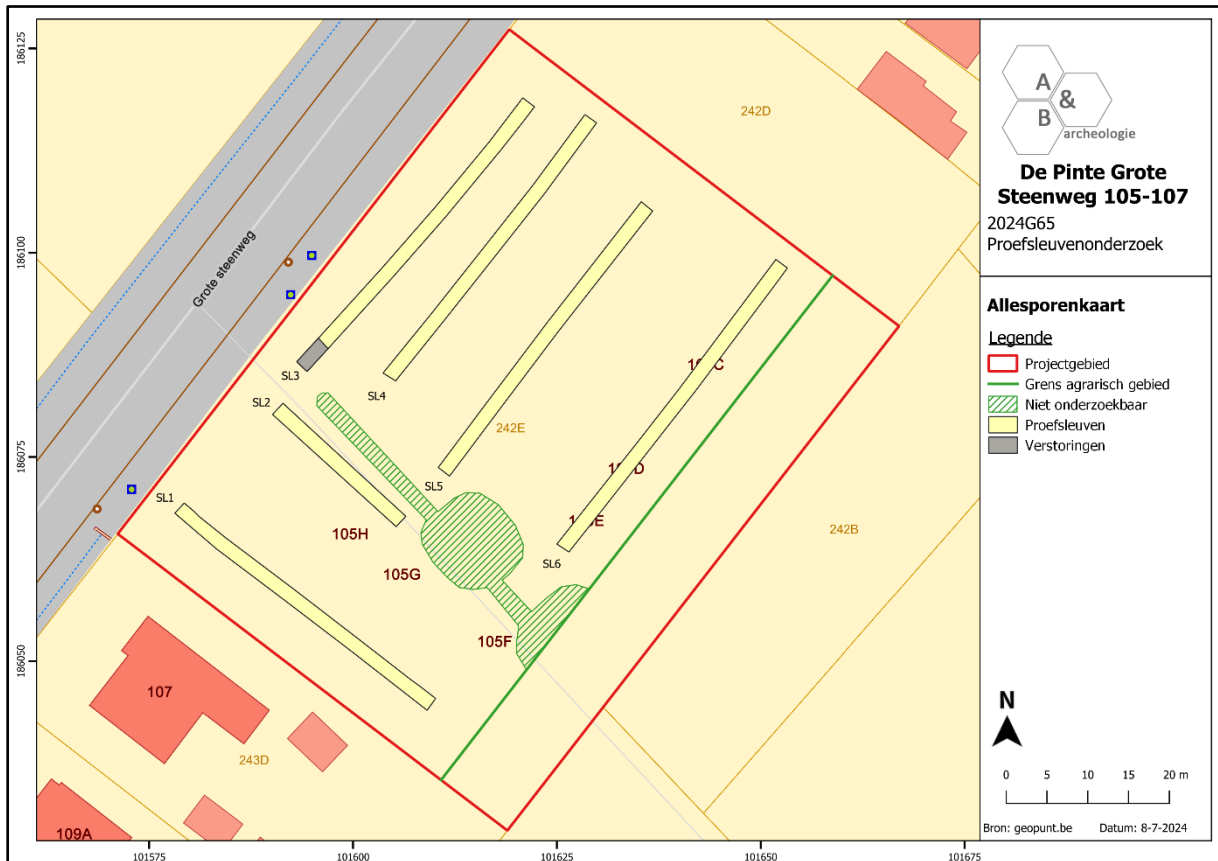 186125
186100
186075
186050
101575
101600
101625
101650
101675
242D
Grote steenweg
SL3
SL4
SL2
SL5
242E
SL1
SL6
105H
105G
105F
242B
107
243D
109A
A
&
B
archeologie
De Pinte Grote
Steenweg 105-107
2024G65
Proefsleuvenonderzoek
Allesporenkaart
Legende
Projectgebied
Grens agrarisch gebied
Niet onderzoekbaar
Proefsleuven
Verstoringen
N
0 5 10 15 20 m
Bron: geopunt.be Datum: 8-7-2024